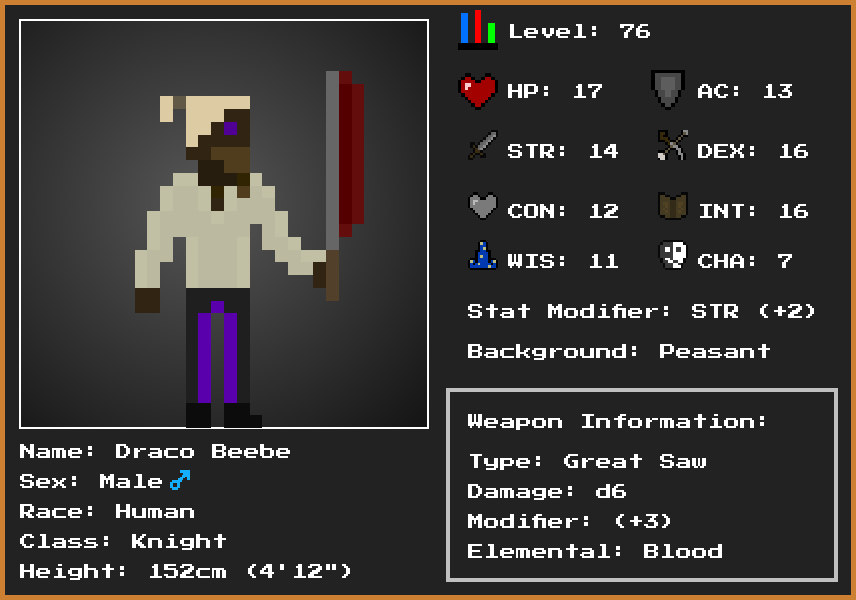 Level: 76
HP: 17 AC: 13
STR: 14 DEX: 16
CON: 12 INT: 16
WIS: 11 CHA: 7
Stat Modifier: STR (+2)
Background: Peasant
Weapon Information:
Type: Great Saw
Damage: d6
Modifier: (+3)
Elemental: Blood
Name: Draco Beebe
Sex: Male ♂
Race: Human
Class: Knight
Height: 152cm (4'12")